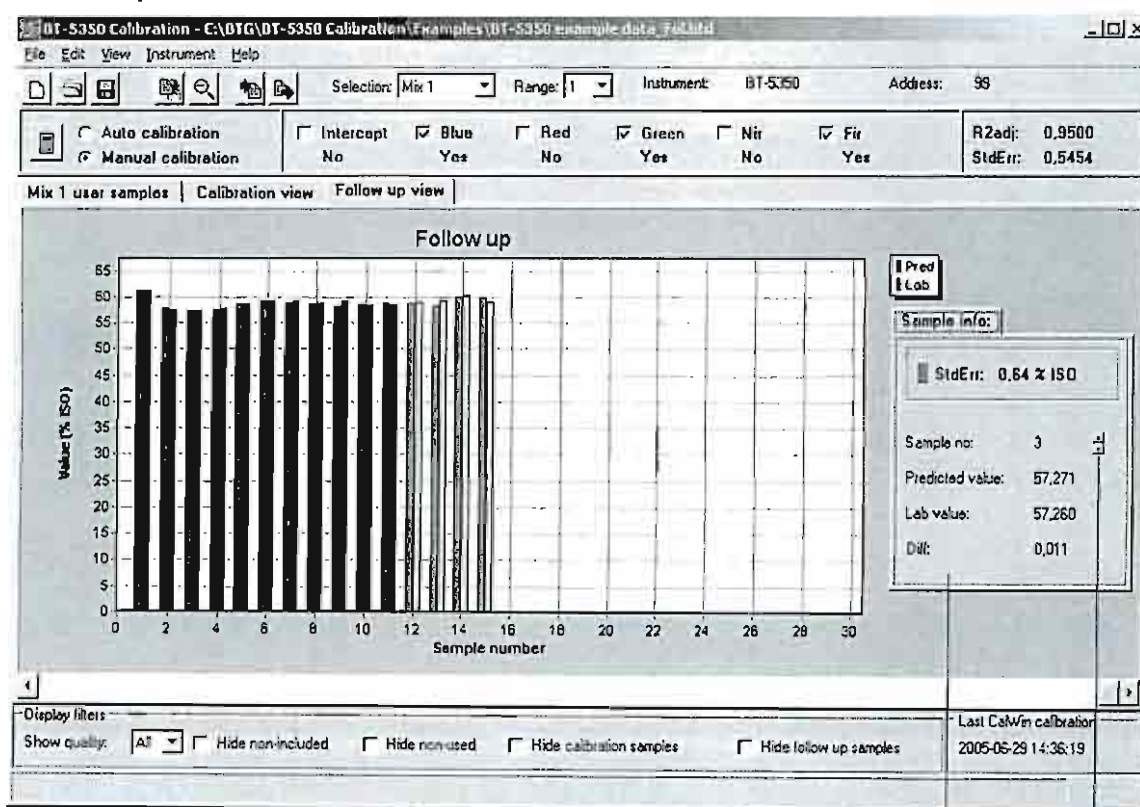 BT-5350 Calibration - C:\BTG\BT-5350 Calibration\Examples\BT-5350 example data_Fol.btd
File Edit View Instrument Help
Selection: Mix 1 Range: 1 Instrument: BT-5350 Address: 99
Auto calibration
Manual calibration
Intercept Blue Red Green Nir Fir
No Yes No Yes No Yes
R2adj: 0,9500
StdErr: 0,5454
Mix 1 user samples Calibration view Follow up view
Follow up
Value (% ISO)
65
60
55
50
45
40
35
30
25
20
15
10
5
0
0 2 4 6 8 10 12 14 16 18 20 22 24 26 28 30
Sample number
Pred
Lab
Sample info:
StdErr: 0,64 % ISO
Sample no: 3
Predicted value: 57,271
Lab value: 57,260
Diff: 0,011
Display filters
Show quality: All Hide non-included Hide non-used Hide calibration samples Hide follow up samples
Last CalWin calibration
2005-06-29 14:36:19